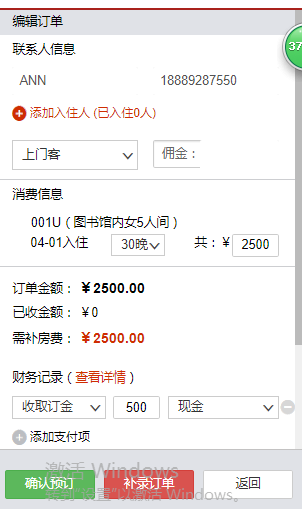 编辑订单
37
联系人信息
ANN 18889287550
添加入住人 (已入住0人)
上门客 佣金：
消费信息
001U（图书馆内女5人间）
04-01入住 30晚 共：￥ 2500
订单金额：￥2500.00
已收金额：￥0
需补房费：￥2500.00
财务记录（查看详情）
收取订金 500 现金
添加支付项
激活 Windows
确认预订 补录订单 返回
转到"设置"以激活 Windows。